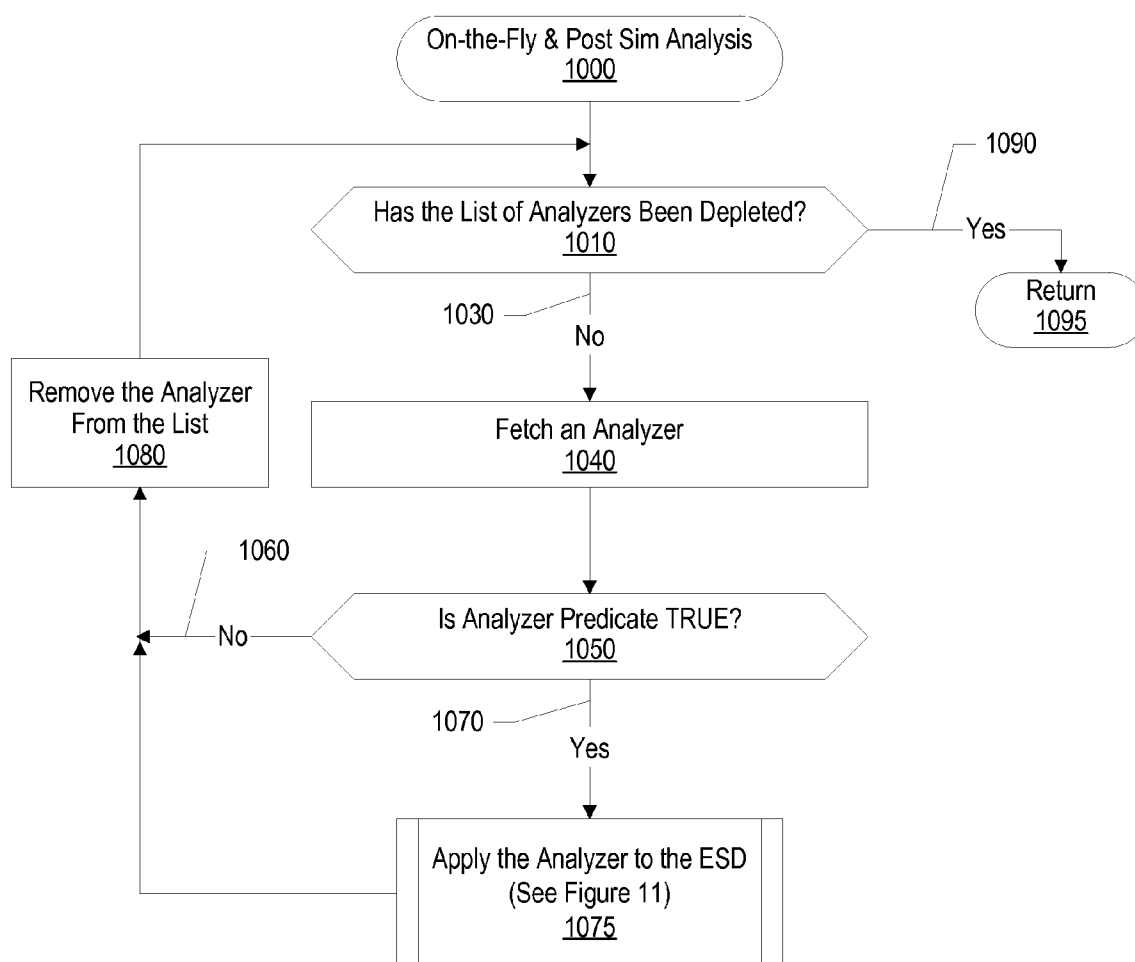 On-the-Fly & Post Sim Analysis
1000
1090
Has the List of Analyzers Been Depleted?
1010
Yes
Return
1095
1030
No
Remove the Analyzer
From the List
1080
Fetch an Analyzer
1040
1060
No
Is Analyzer Predicate TRUE?
1050
1070
Yes
Apply the Analyzer to the ESD
(See Figure 11)
1075